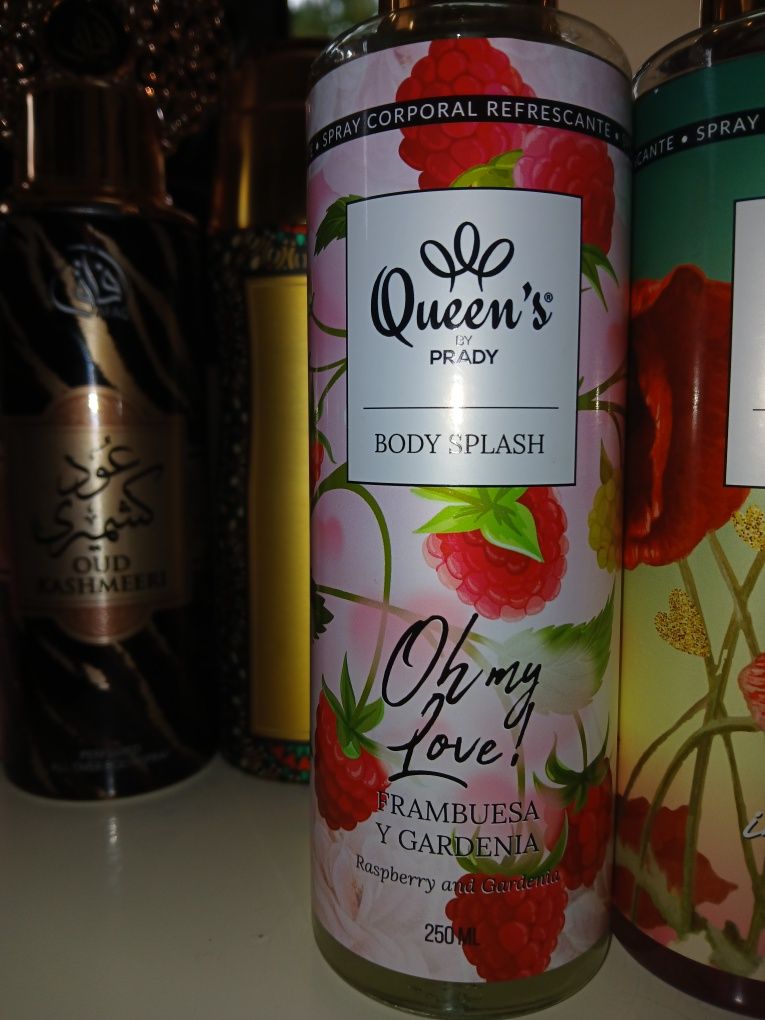 • SPRAY CORPORAL REFRESCANTE •
Queen's®
BY
PRADY
BODY SPLASH
Oh my
Love!
FRAMBUESA
Y GARDENIA
Raspberry and Gardenia
250 ML
عود
كشميري
OUD
KASHMEERI
CANTE • SPRAY